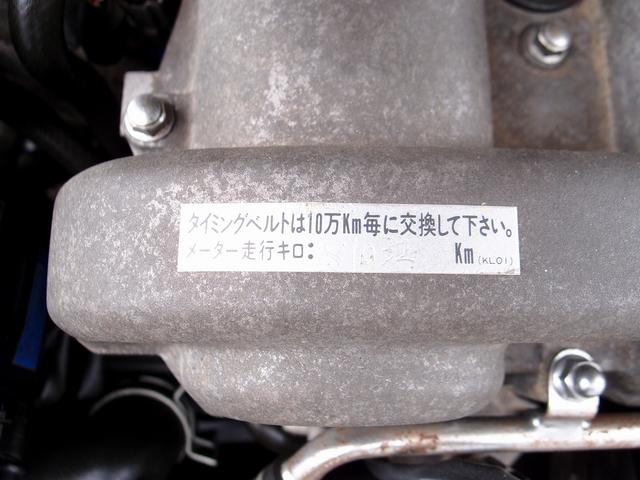 タイミングベルトは10万Km毎に交換して下さい。
メーター走行キロ: Km (KL01)